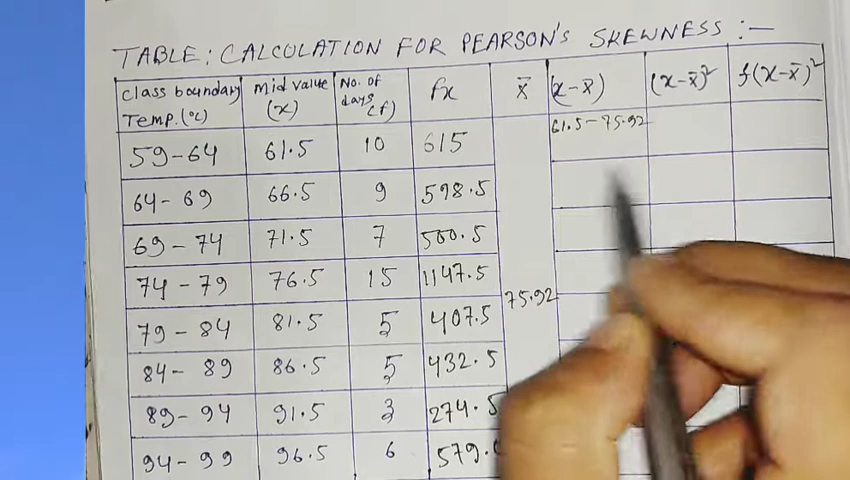 TABLE: CALCULATION FOR PEARSON'S SKEWNESS :—
Class boundary Temp.(°C) Mid value (x) No. of days (f) fx x̄ (x-x̄) (x-x̄)² f(x-x̄)²
59-64 61.5 10 615 61.5-75.92
64-69 66.5 9 598.5
69-74 71.5 7 500.5
74-79 76.5 15 1147.5 75.92
79-84 81.5 5 407.5
84-89 86.5 5 432.5
89-94 91.5 3 274.5
94-99 96.5 6